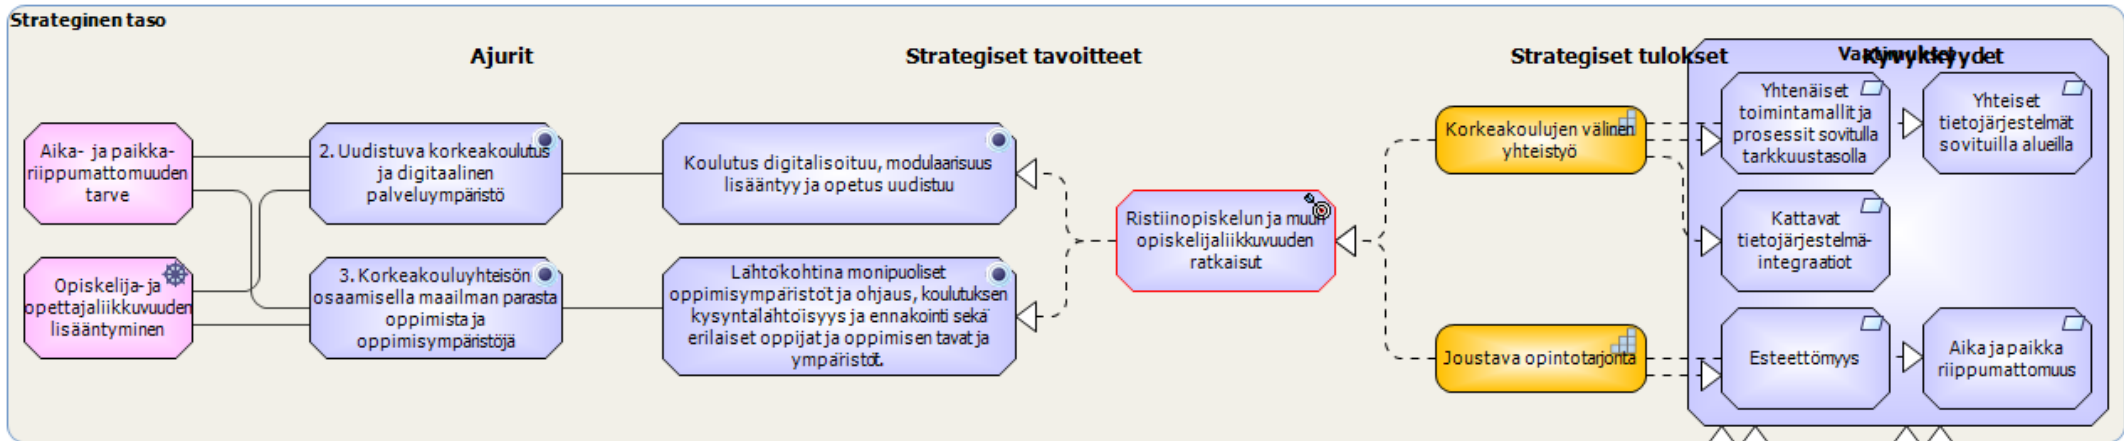 Strateginen taso
Ajurit
Strategiset tavoitteet
Strategiset tulokset
Kyvykkyydet
Aika- ja paikka-
riippumattomuuden
tarve
Opiskelija- ja
opettajaliikkuvuuden
lisääntyminen
2. Uudistuva korkeakoulutus
ja digitaalinen
palveluympäristö
3. Korkeakouluyhteisön
osaamisella maailman parasta
oppimista ja
oppimisympäristöjä
Koulutus digitalisoituu, modulaarisuus
lisääntyy ja opetus uudistuu
Lähtökohtina monipuoliset
oppimisympäristöt ja ohjaus, koulutuksen
kysyntälähtöisyys ja ennakointi sekä
erilaiset oppijat ja oppimisen tavat ja
ympäristöt.
Ristiinopiskelun ja muun
opiskelijaliikkuvuuden
ratkaisut
Korkeakoulujen välinen
yhteistyö
Joustava opintotarjonta
Yhtenäiset
toimintamallit ja
prosessit sovitulla
tarkkuustasolla
Yhteiset
tietojärjestelmät
sovituilla alueilla
Kattavat
tietojärjestelmä-
integraatiot
Esteettömyys
Aika ja paikka
riippumattomuus